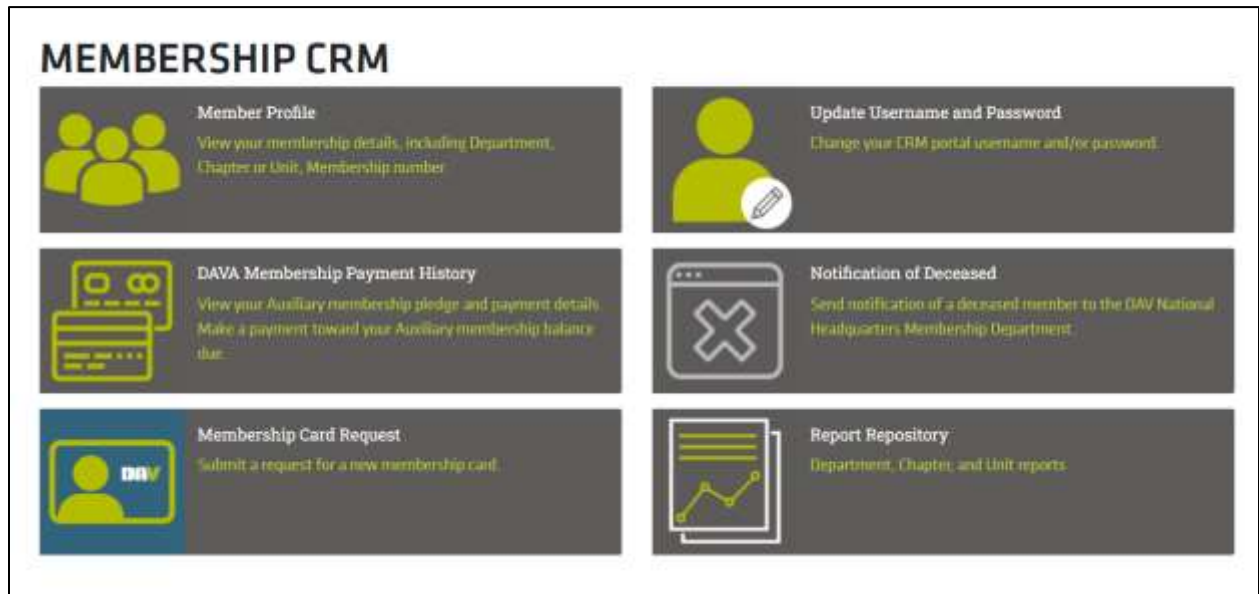 MEMBERSHIP CRM
Member Profile
View your membership details, including Department,
Chapter or Unit, Membership number
Update Username and Password
Change your CRM portal username and/or password.
DAVA Membership Payment History
View your Auxiliary membership pledge and payment details.
Make a payment toward your Auxiliary membership balance
due.
Notification of Deceased
Send notification of a deceased member to the DAV National
Headquarters Membership Department
Membership Card Request
Submit a request for a new membership card.
DAV
Report Repository
Department, Chapter, and Unit reports